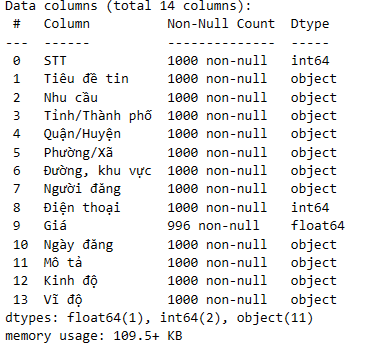 Data columns (total 14 columns):
 #   Column          Non-Null Count  Dtype
---  ------          --------------  -----
 0   STT             1000 non-null   int64
 1   Tiêu đề tin     1000 non-null   object
 2   Nhu cầu         1000 non-null   object
 3   Tỉnh/Thành phố  1000 non-null   object
 4   Quận/Huyện      1000 non-null   object
 5   Phường/Xã       1000 non-null   object
 6   Đường, khu vực  1000 non-null   object
 7   Người đăng      1000 non-null   object
 8   Điện thoại      1000 non-null   int64
 9   Giá             996 non-null    float64
 10  Ngày đăng       1000 non-null   object
 11  Mô tả           1000 non-null   object
 12  Kinh độ         1000 non-null   object
 13  Vĩ độ           1000 non-null   object
dtypes: float64(1), int64(2), object(11)
memory usage: 109.5+ KB